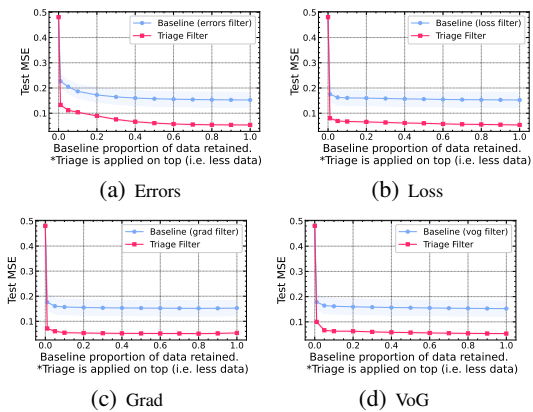 0.5
0.4
0.3
0.2
0.1
Test MSE
Baseline (errors filter)
Triage Filter
0.0 0.2 0.4 0.6 0.8 1.0
Baseline proportion of data retained.
*Triage is applied on top (i.e. less data)
(a) Errors
0.5
0.4
0.3
0.2
0.1
Test MSE
Baseline (loss filter)
Triage Filter
0.0 0.2 0.4 0.6 0.8 1.0
Baseline proportion of data retained.
*Triage is applied on top (i.e. less data)
(b) Loss
0.5
0.4
0.3
0.2
0.1
Test MSE
Baseline (grad filter)
Triage Filter
0.0 0.2 0.4 0.6 0.8 1.0
Baseline proportion of data retained.
*Triage is applied on top (i.e. less data)
(c) Grad
0.5
0.4
0.3
0.2
0.1
Test MSE
Baseline (vog filter)
Triage Filter
0.0 0.2 0.4 0.6 0.8 1.0
Baseline proportion of data retained.
*Triage is applied on top (i.e. less data)
(d) VoG